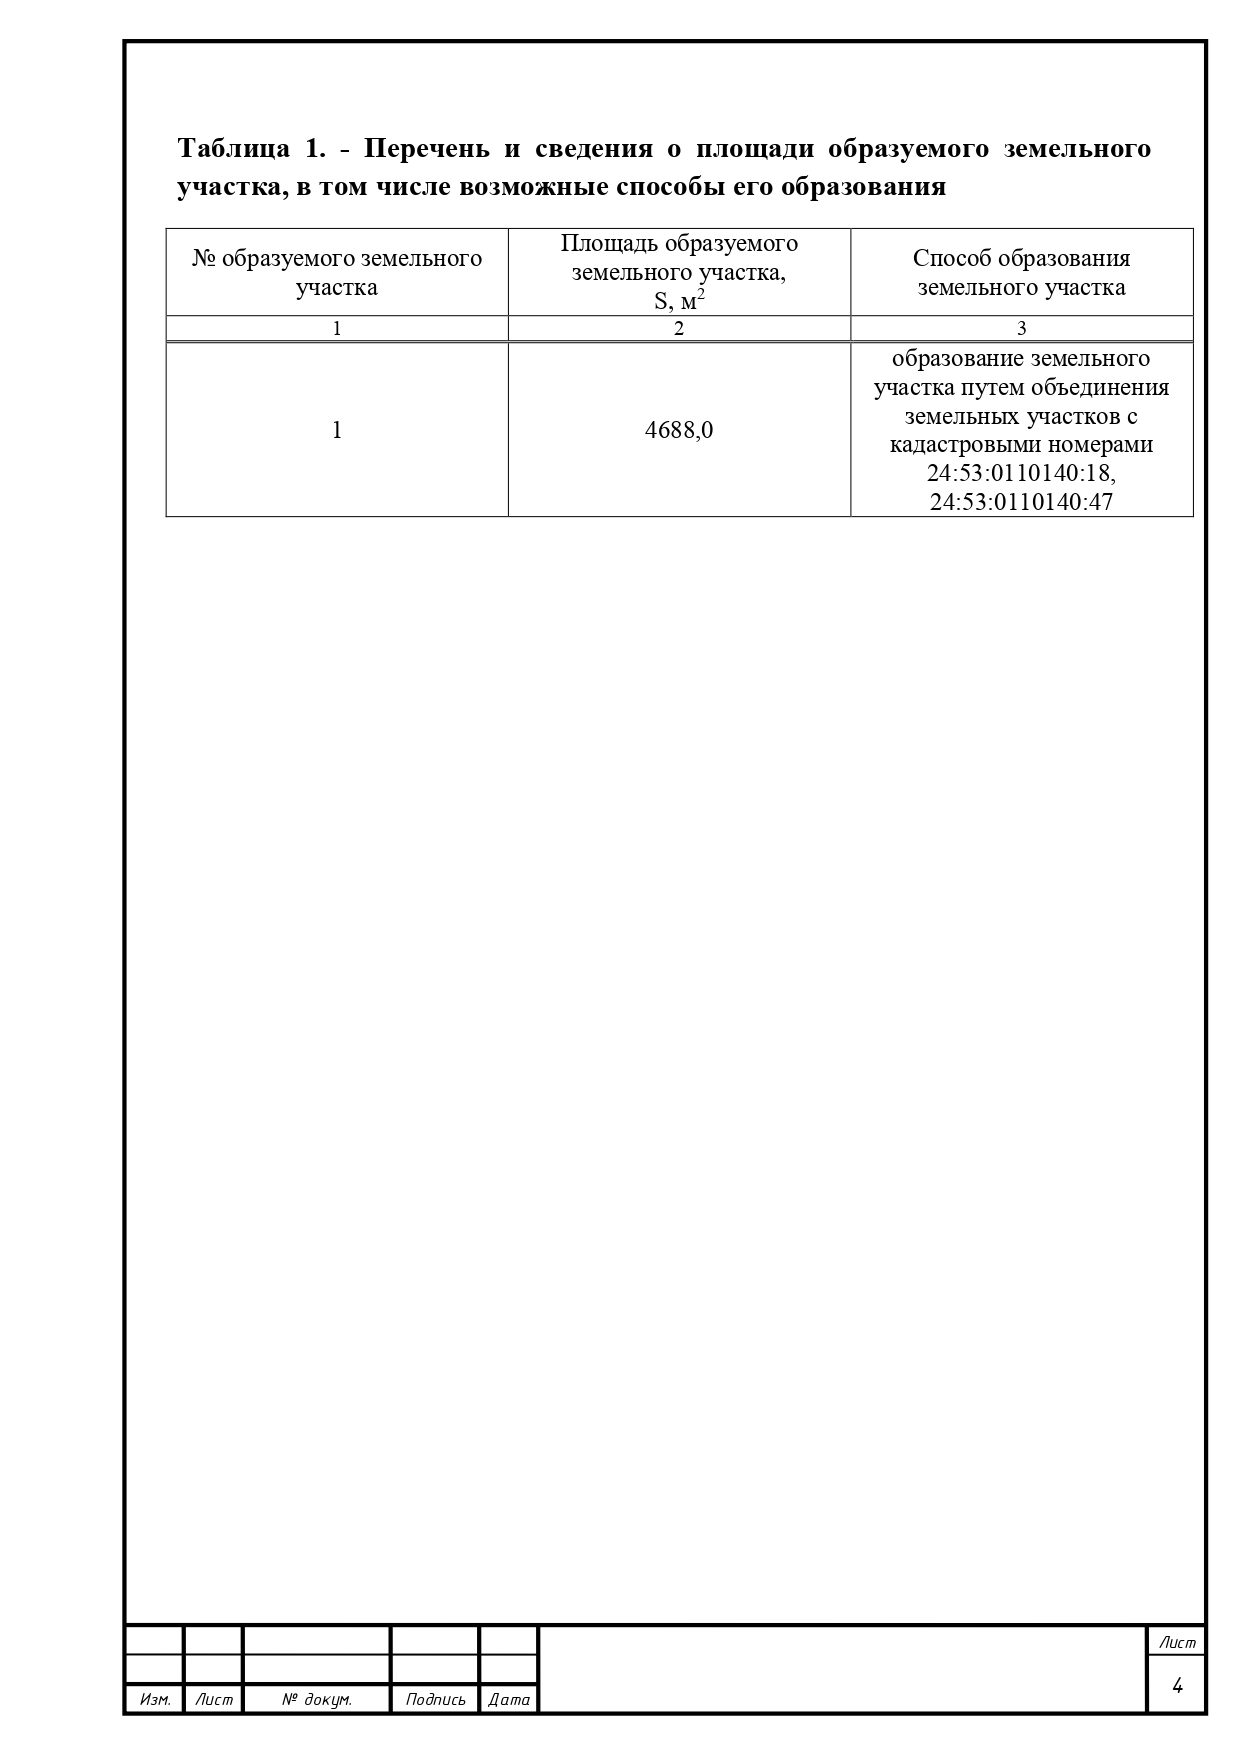 Таблица 1. - Перечень и сведения о площади образуемого земельного
участка, в том числе возможные способы его образования
№ образуемого земельного
участка
Площадь образуемого
земельного участка,
S, м²
Способ образования
земельного участка
1
2
3
1
4688,0
образование земельного
участка путем объединения
земельных участков с
кадастровыми номерами
24:53:0110140:18,
24:53:0110140:47
Лист
4
Изм.
Лист
№ докум.
Подпись
Дата